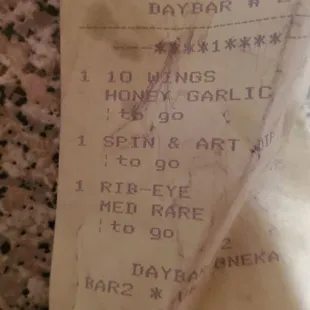 DAYBAR #
****1****
1 10 WINGS
HONEY GARLIC
¦to go
1 SPIN & ART DIP
¦to go
1 RIB-EYE
MED RARE
¦to go
2
BAR2 *